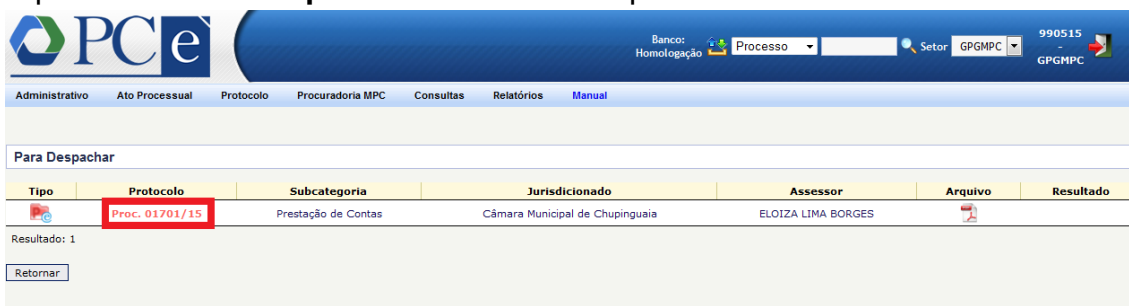 PCe
Banco:
Homologação
Processo
Setor
GPGMPC
990515
-
GPGMPC
Administrativo Ato Processual Protocolo Procuradoria MPC Consultas Relatórios Manual
Para Despachar
Tipo Protocolo Subcategoria Jurisdicionado Assessor Arquivo Resultado
Proc. 01701/15 Prestação de Contas Câmara Municipal de Chupinguaia ELOIZA LIMA BORGES
Resultado: 1
Retornar